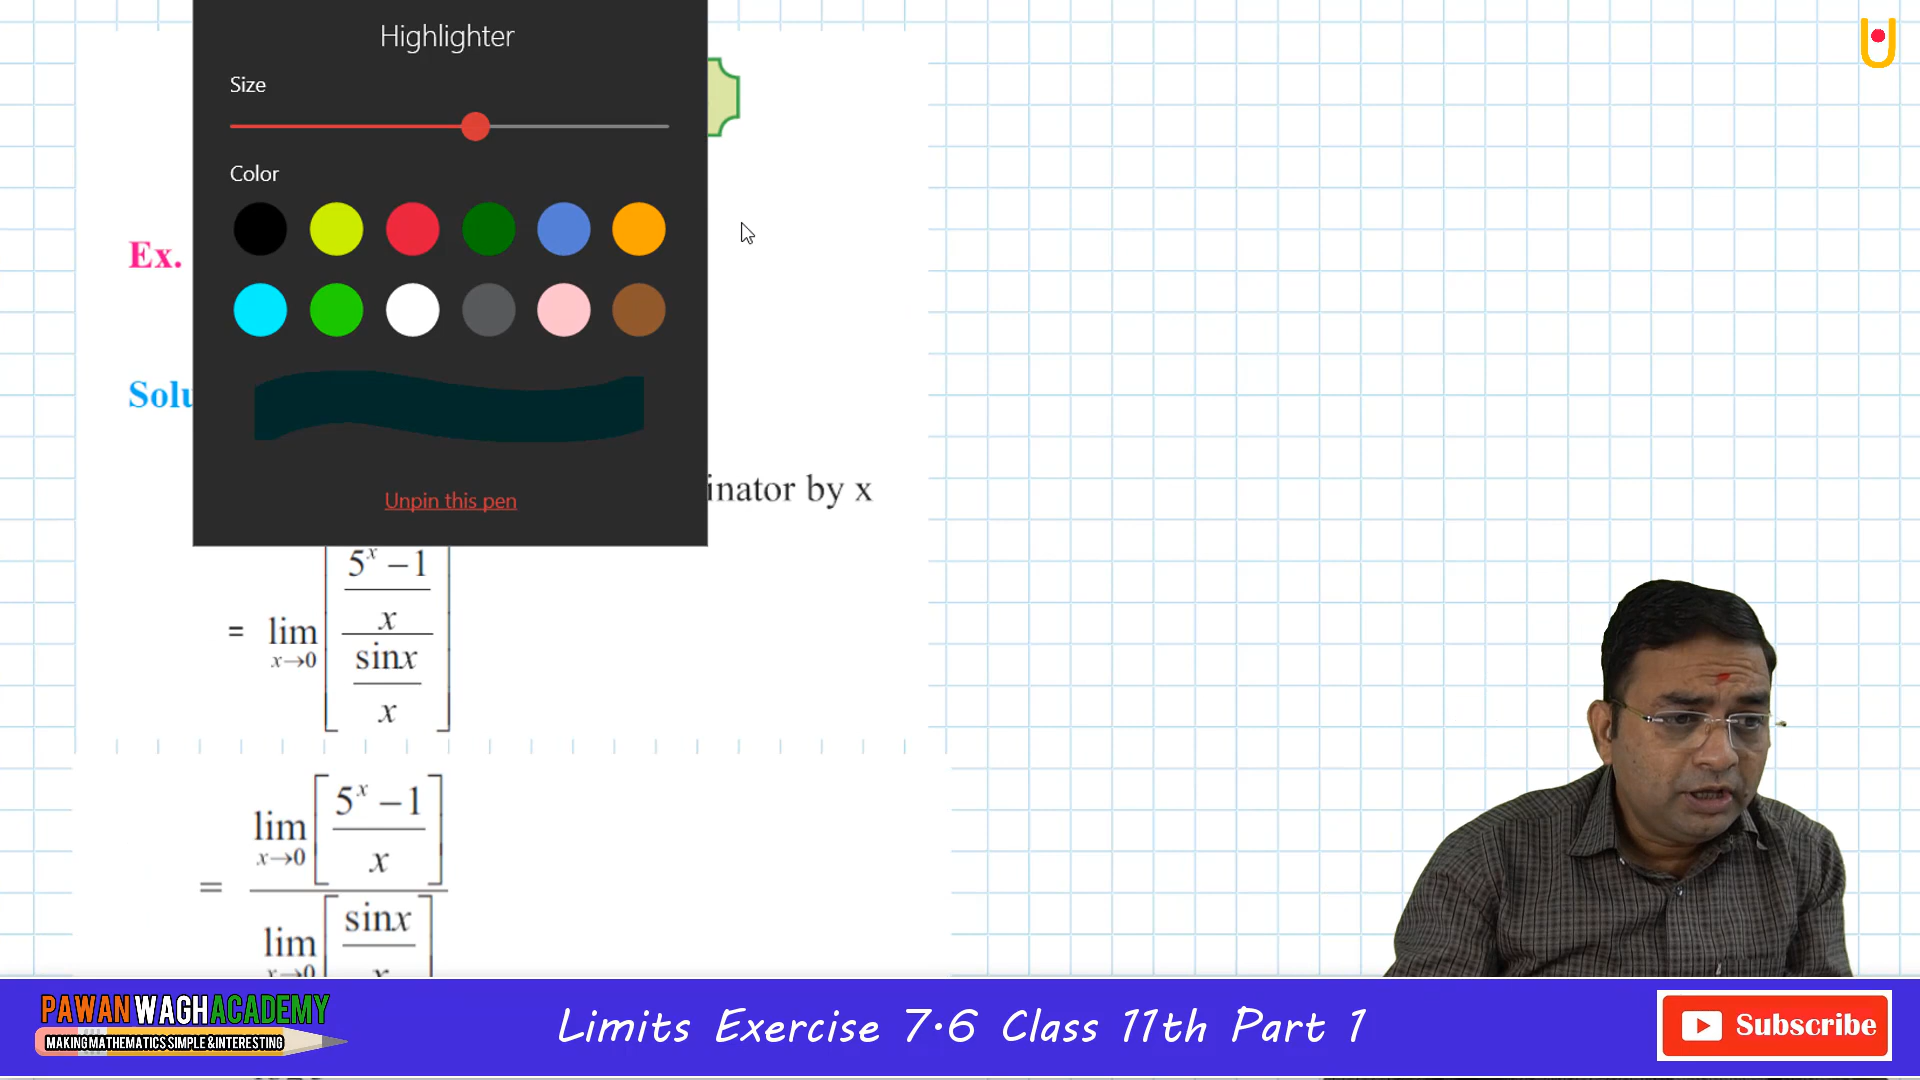 Highlighter
Size
Color
Ex.
Solu
Unpin this pen
inator by x
5^x − 1
x
= lim
x→0
sinx
x
5^x − 1
lim
x→0
x
=
sinx
lim
x→0
x
PAWAN WAGH ACADEMY
MAKING MATHEMATICS SIMPLE & INTERESTING
Limits Exercise 7.6 Class 11th Part 1
Subscribe